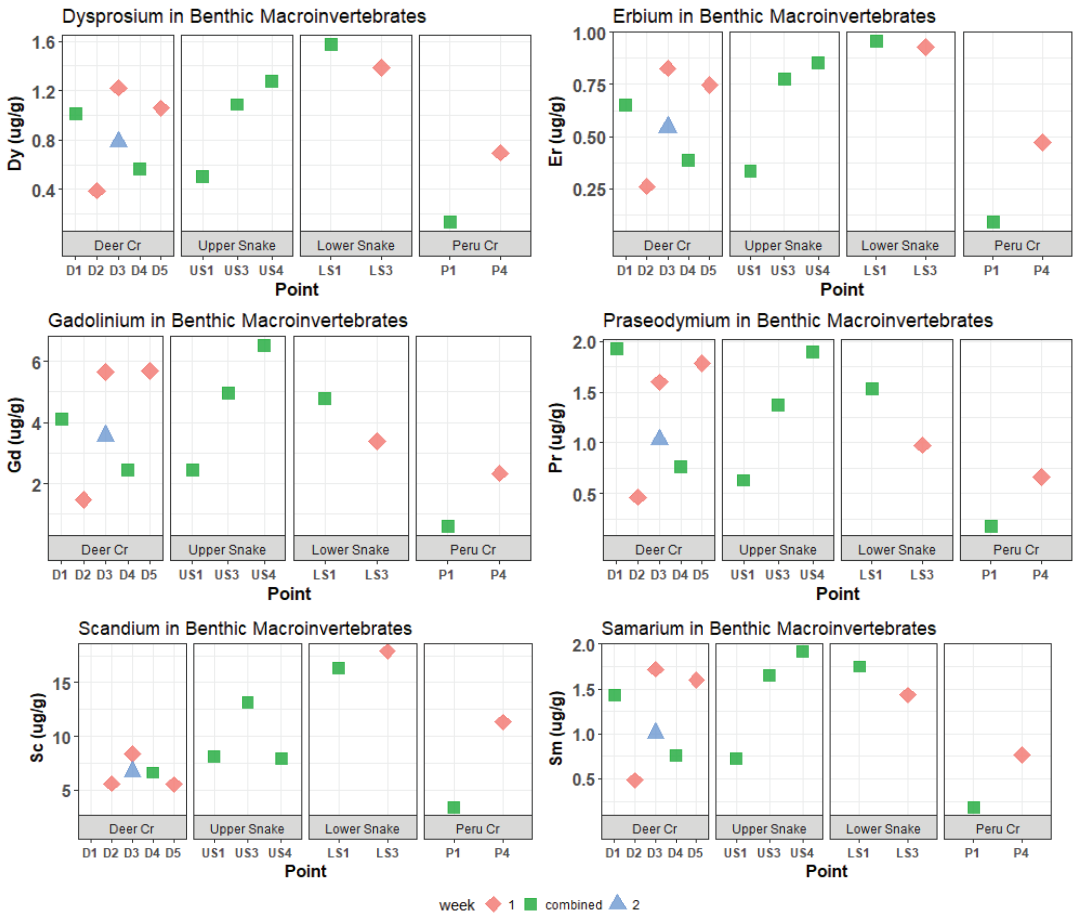 Dysprosium in Benthic Macroinvertebrates
Dy (ug/g)
1.6
1.2
0.8
0.4
Deer Cr Upper Snake Lower Snake Peru Cr
D1 D2 D3 D4 D5 US1 US3 US4 LS1 LS3 P1 P4
Point
Erbium in Benthic Macroinvertebrates
Er (ug/g)
1.00
0.75
0.50
0.25
Deer Cr Upper Snake Lower Snake Peru Cr
D1 D2 D3 D4 D5 US1 US3 US4 LS1 LS3 P1 P4
Point
Gadolinium in Benthic Macroinvertebrates
Gd (ug/g)
6
4
2
Deer Cr Upper Snake Lower Snake Peru Cr
D1 D2 D3 D4 D5 US1 US3 US4 LS1 LS3 P1 P4
Point
Praseodymium in Benthic Macroinvertebrates
Pr (ug/g)
2.0
1.5
1.0
0.5
Deer Cr Upper Snake Lower Snake Peru Cr
D1 D2 D3 D4 D5 US1 US3 US4 LS1 LS3 P1 P4
Point
Scandium in Benthic Macroinvertebrates
Sc (ug/g)
15
10
5
Deer Cr Upper Snake Lower Snake Peru Cr
D1 D2 D3 D4 D5 US1 US3 US4 LS1 LS3 P1 P4
Point
Samarium in Benthic Macroinvertebrates
Sm (ug/g)
2.0
1.5
1.0
0.5
Deer Cr Upper Snake Lower Snake Peru Cr
D1 D2 D3 D4 D5 US1 US3 US4 LS1 LS3 P1 P4
Point
week 1 combined 2